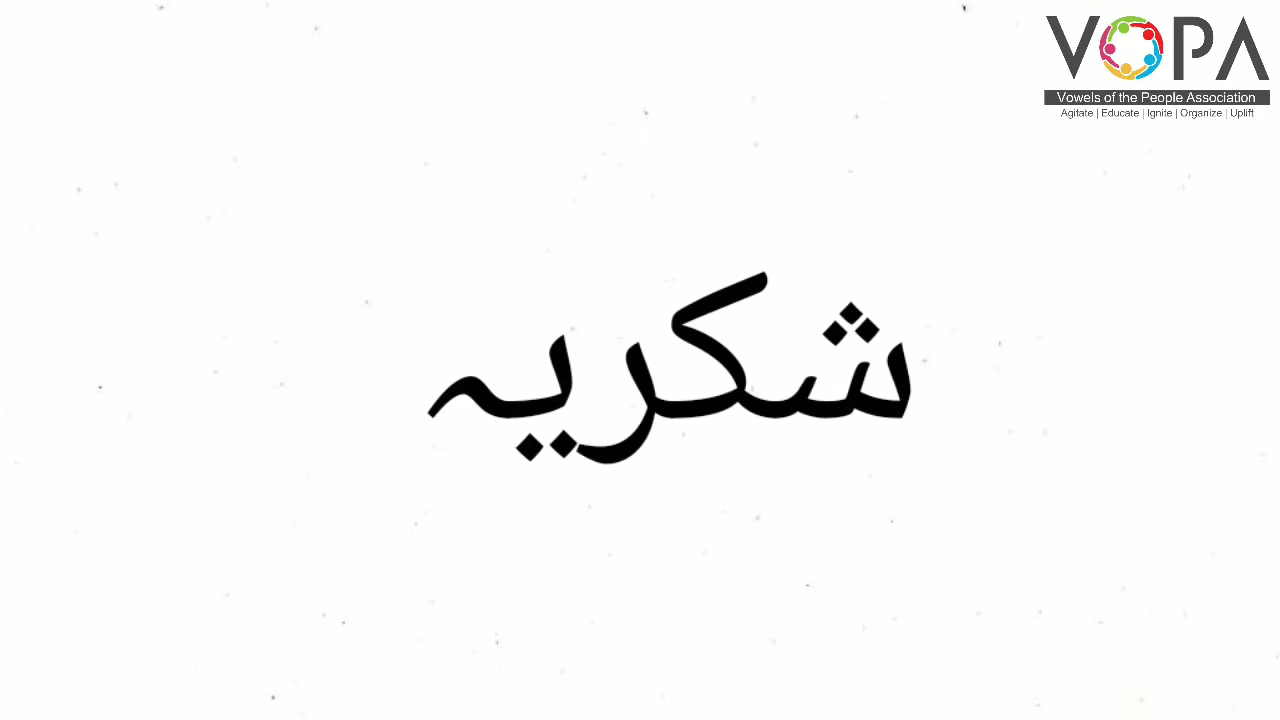 VOPA
Vowels of the People Association
Agitate | Educate | Ignite | Organize | Uplift
شکریہ